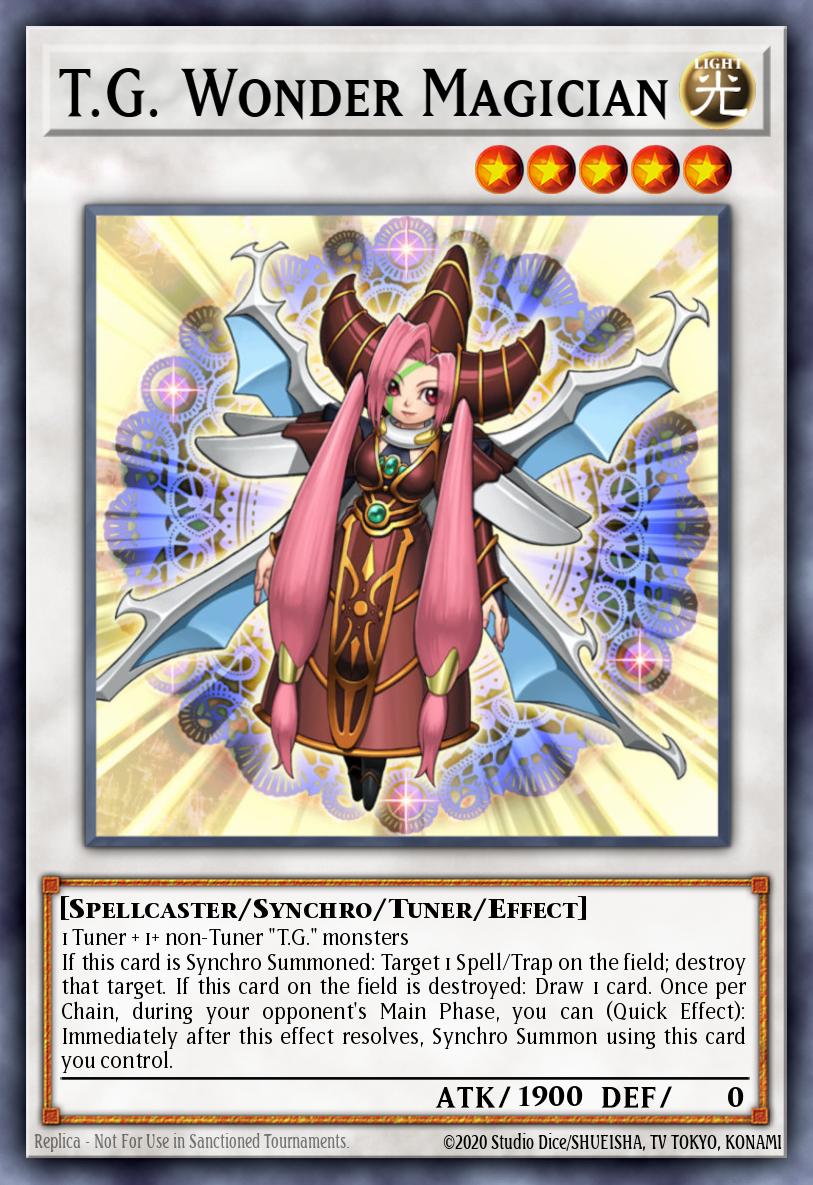 T.G. Wonder Magician
LIGHT
光
[Spellcaster/Synchro/Tuner/Effect]
1 Tuner + 1+ non-Tuner "T.G." monsters
If this card is Synchro Summoned: Target 1 Spell/Trap on the field; destroy
that target. If this card on the field is destroyed: Draw 1 card. Once per
Chain, during your opponent's Main Phase, you can (Quick Effect):
Immediately after this effect resolves, Synchro Summon using this card
you control.
ATK/ 1900 DEF/ 0
Replica - Not For Use in Sanctioned Tournaments.
©2020 Studio Dice/SHUEISHA, TV TOKYO, KONAMI